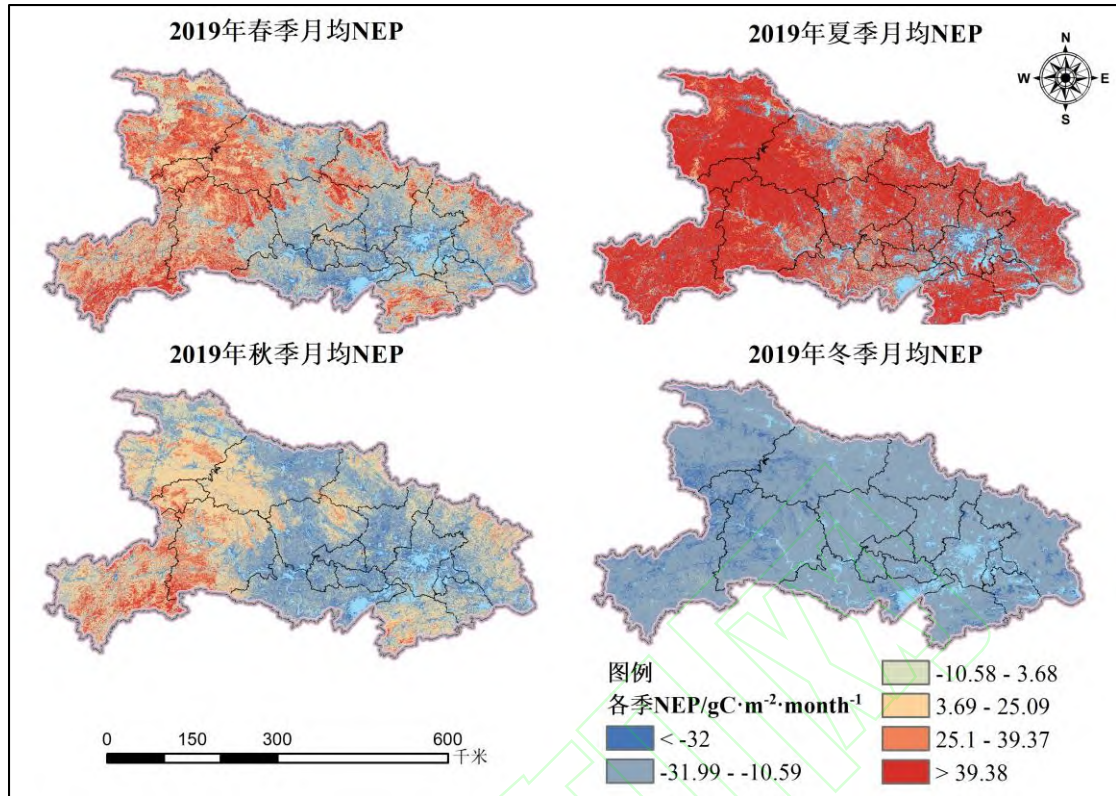 2019年春季月均NEP
2019年夏季月均NEP
N
W E
S
2019年秋季月均NEP
2019年冬季月均NEP
图例
各季NEP/gC·m⁻²·month⁻¹
< -32
-31.99 - -10.59
-10.58 - 3.68
3.69 - 25.09
25.1 - 39.37
> 39.38
0 150 300 600
千米